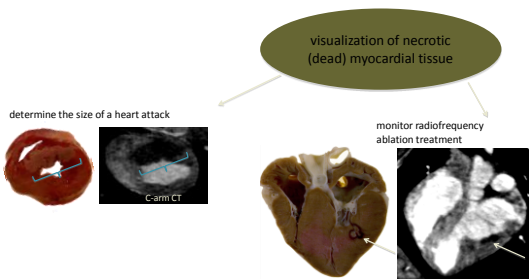 visualization of necrotic
(dead) myocardial tissue
determine the size of a heart attack
monitor radiofrequency
ablation treatment
C-arm CT